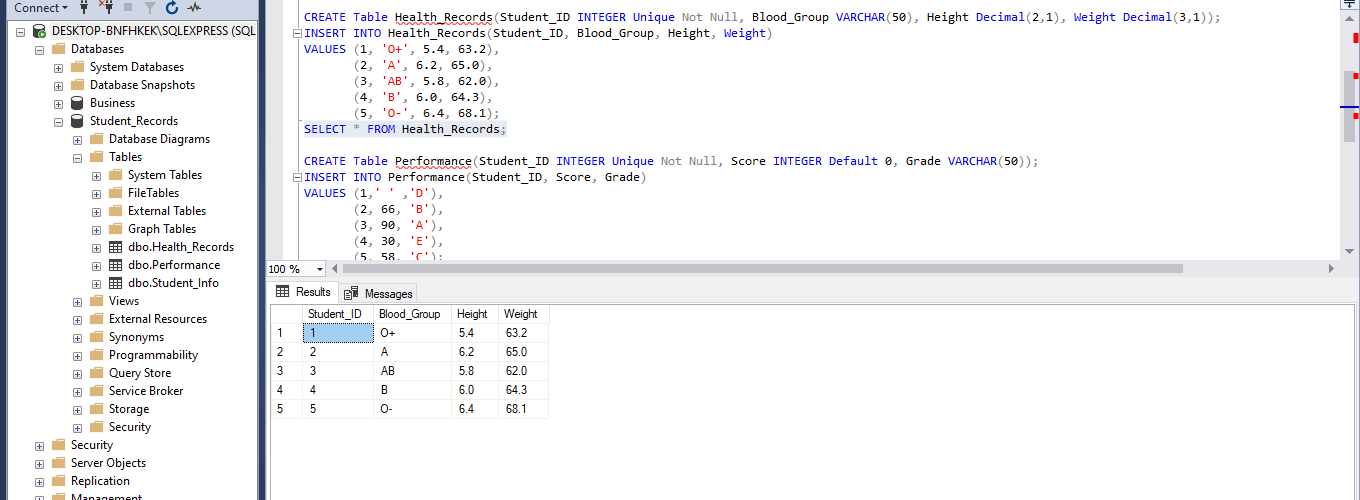 Connect
DESKTOP-BNFHKEK\SQLEXPRESS (SQL
Databases
System Databases
Database Snapshots
Business
Student_Records
Database Diagrams
Tables
System Tables
FileTables
External Tables
Graph Tables
dbo.Health_Records
dbo.Performance
dbo.Student_Info
Views
External Resources
Synonyms
Programmability
Query Store
Service Broker
Storage
Security
Security
Server Objects
Replication
Management
CREATE Table Health_Records(Student_ID INTEGER Unique Not Null, Blood_Group VARCHAR(50), Height Decimal(2,1), Weight Decimal(3,1));
INSERT INTO Health_Records(Student_ID, Blood_Group, Height, Weight)
VALUES (1, 'O+', 5.4, 63.2),
(2, 'A', 6.2, 65.0),
(3, 'AB', 5.8, 62.0),
(4, 'B', 6.0, 64.3),
(5, 'O-', 6.4, 68.1);
SELECT * FROM Health_Records;
CREATE Table Performance(Student_ID INTEGER Unique Not Null, Score INTEGER Default 0, Grade VARCHAR(50));
INSERT INTO Performance(Student_ID, Score, Grade)
VALUES (1,' ' ,'D'),
(2, 66, 'B'),
(3, 90, 'A'),
(4, 30, 'E'),
(5, 58, 'C');
100 %
Results Messages
Student_ID Blood_Group Height Weight
1 1 O+ 5.4 63.2
2 2 A 6.2 65.0
3 3 AB 5.8 62.0
4 4 B 6.0 64.3
5 5 O- 6.4 68.1